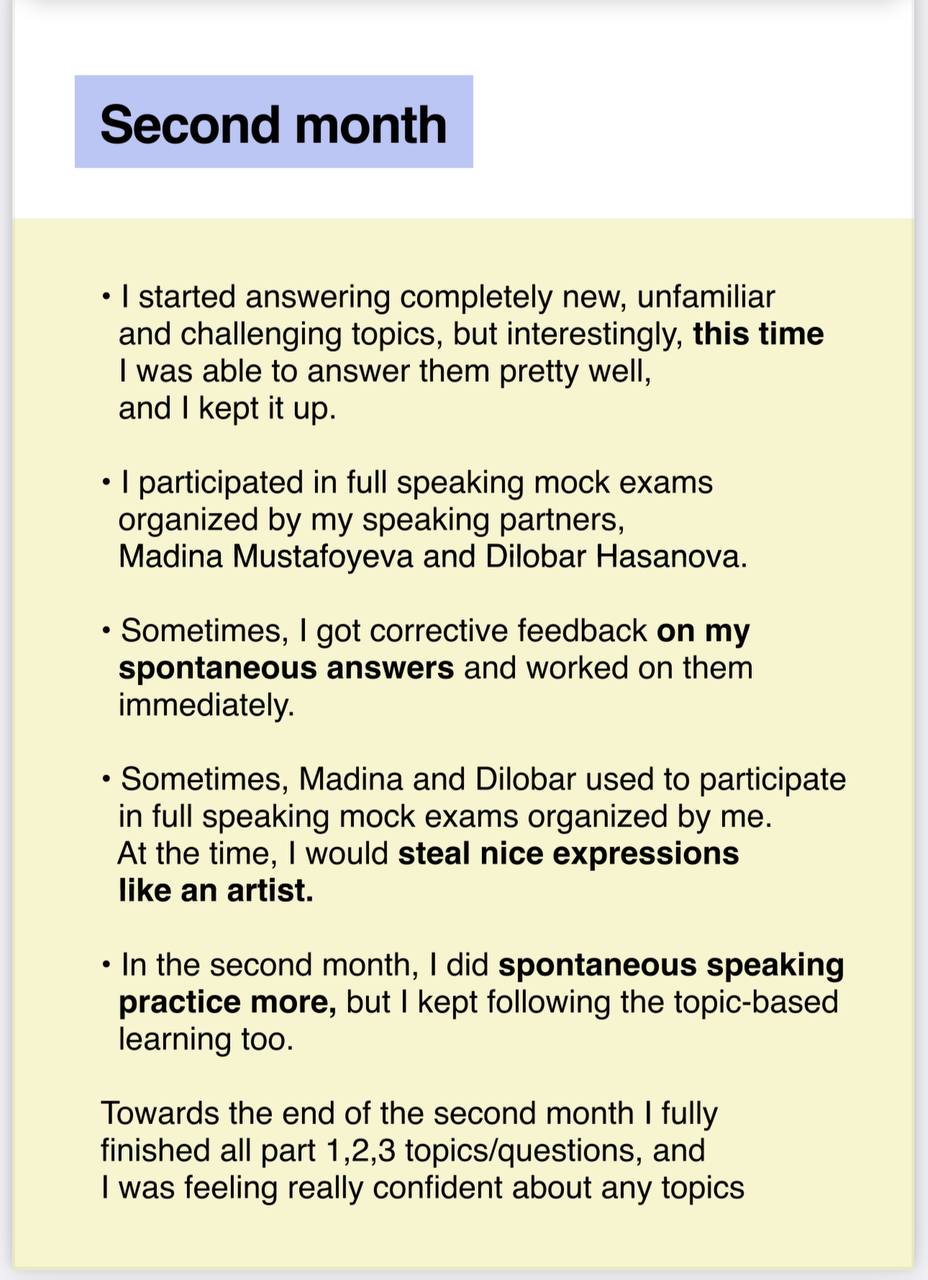 Second month
• I started answering completely new, unfamiliar
and challenging topics, but interestingly, this time
I was able to answer them pretty well,
and I kept it up.
• I participated in full speaking mock exams
organized by my speaking partners,
Madina Mustafoyeva and Dilobar Hasanova.
• Sometimes, I got corrective feedback on my
spontaneous answers and worked on them
immediately.
• Sometimes, Madina and Dilobar used to participate
in full speaking mock exams organized by me.
At the time, I would steal nice expressions
like an artist.
• In the second month, I did spontaneous speaking
practice more, but I kept following the topic-based
learning too.
Towards the end of the second month I fully
finished all part 1,2,3 topics/questions, and
I was feeling really confident about any topics